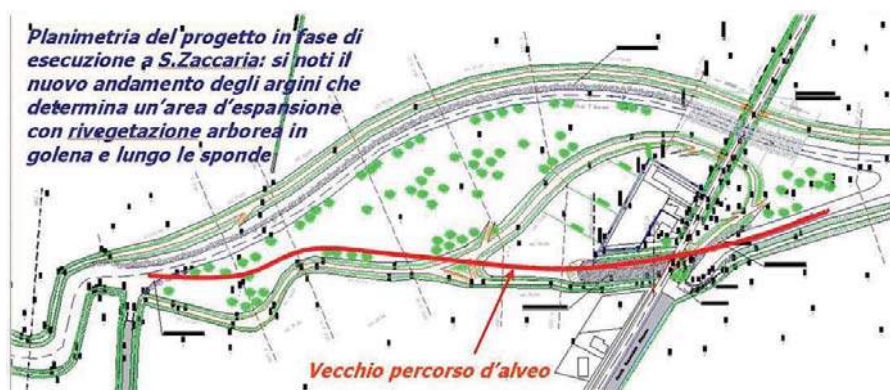 Planimetria del progetto in fase di
esecuzione a S.Zaccaria: si noti il
nuovo andamento degli argini che
determina un'area d'espansione
con rivegetazione arborea in
golena e lungo le sponde
Vecchio percorso d'alveo